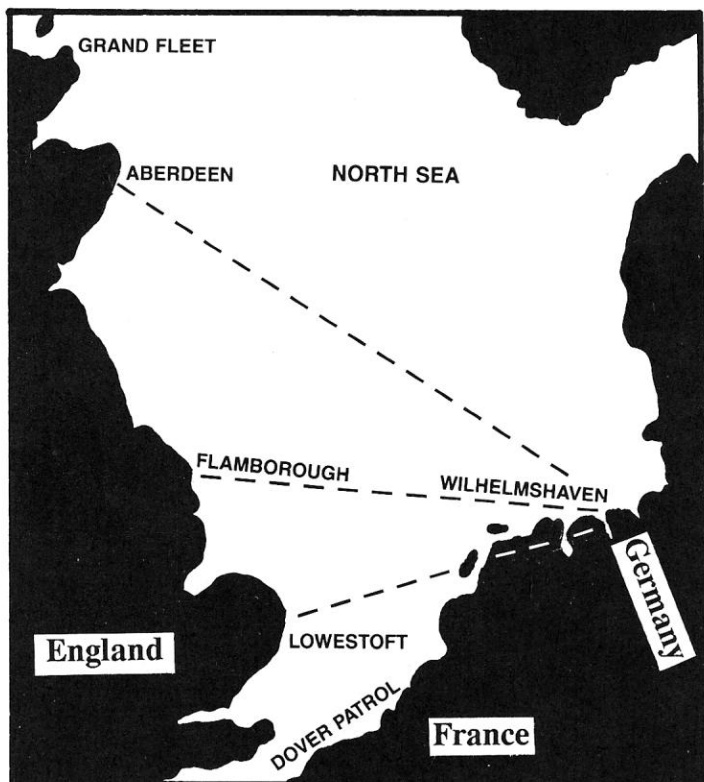 GRAND FLEET
ABERDEEN
NORTH SEA
FLAMBOROUGH
WILHELMSHAVEN
Germany
LOWESTOFT
England
DOVER PATROL
France